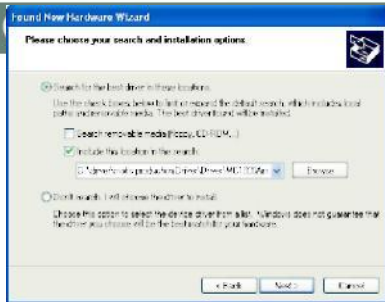 Found New Hardware Wizard
Please choose your search and installation options.
Search for the best driver in these locations.
Use the check boxes below to limit or expand the default search, which includes local
paths and removable media. The best driver found will be installed.
Search removable media (floppy, CD-ROM...)
Include this location in the search:
Browse
Don't search. I will choose the driver to install.
Choose this option to select the device driver from a list. Windows does not guarantee that
the driver you choose will be the best match for your hardware.
< Back
Next >
Cancel